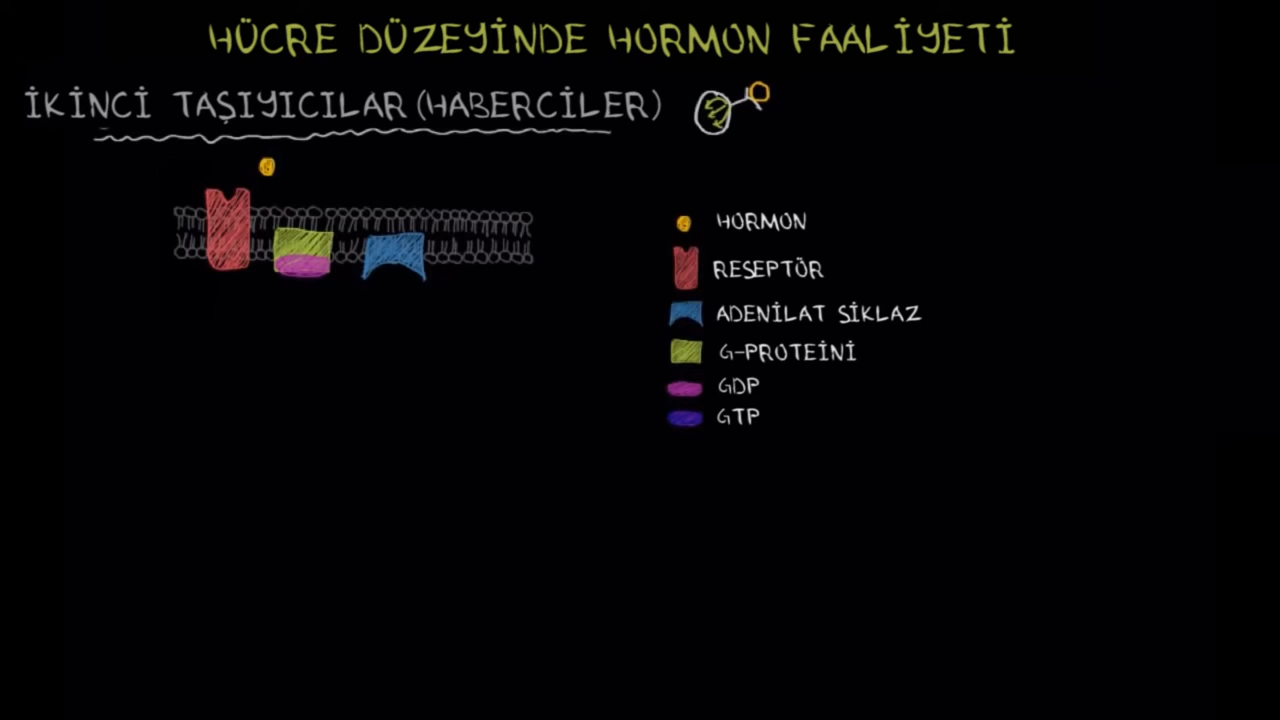 HÜCRE DÜZEYİNDE HORMON FAALİYETİ
İKİNCİ TAŞIYICILAR (HABERCİLER)
HORMON
RESEPTÖR
ADENİLAT SİKLAZ
G-PROTEİNİ
GDP
GTP